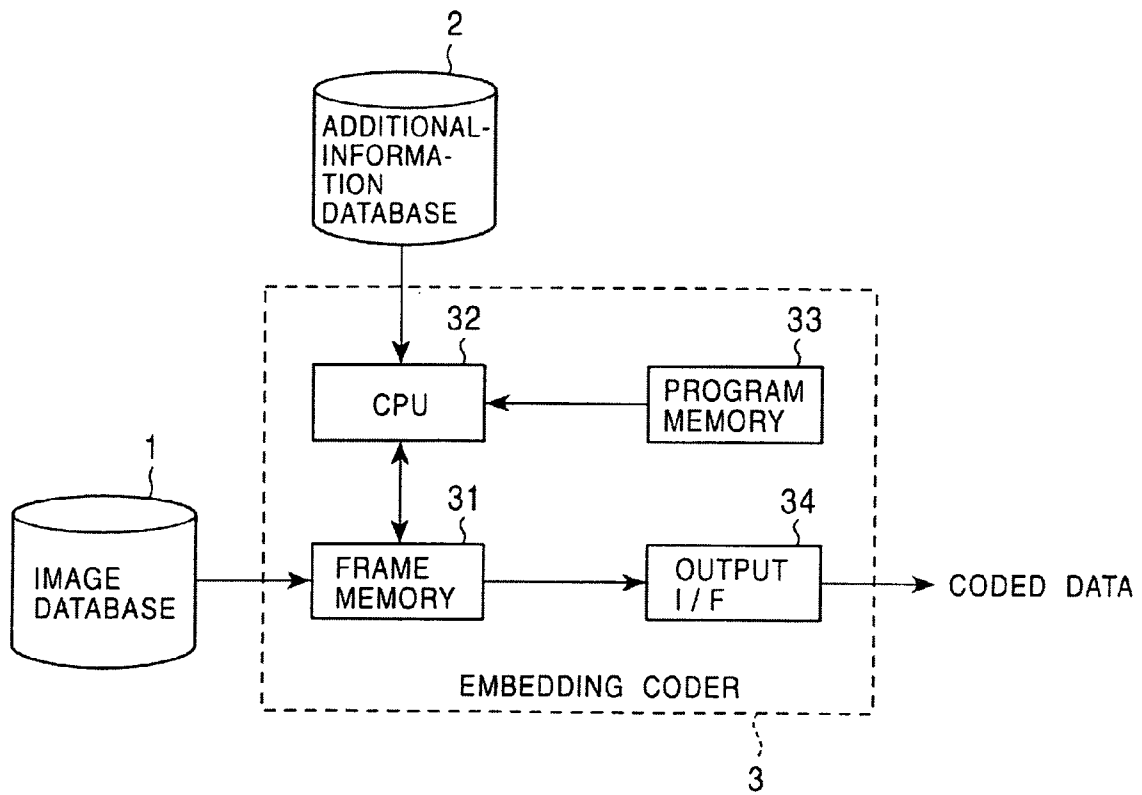 2
ADDITIONAL-
INFORMA-
TION
DATABASE
32
33
CPU
PROGRAM
MEMORY
1
31
34
IMAGE
DATABASE
FRAME
MEMORY
OUTPUT
I/F
CODED DATA
EMBEDDING CODER
3